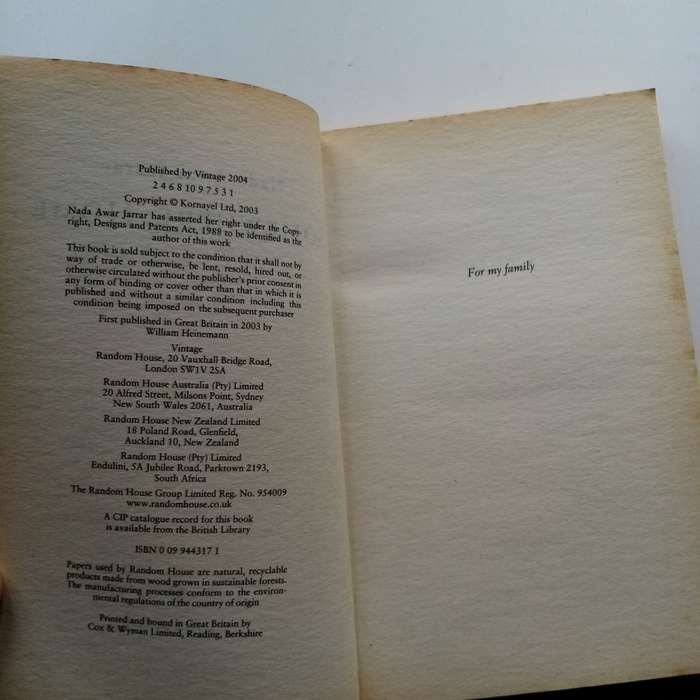 Published by Vintage 2004
2 4 6 8 10 9 7 5 3 1
Copyright © Kornayel Ltd, 2003
Nada Awar Jarrar has asserted her right under the Copy-
right, Designs and Patents Act, 1988 to be identified as the
author of this work
This book is sold subject to the condition that it shall not by
way of trade or otherwise, be lent, resold, hired out, or
otherwise circulated without the publisher's prior consent in
any form of binding or cover other than that in which it is
published and without a similar condition including this
condition being imposed on the subsequent purchaser
First published in Great Britain in 2003 by
William Heinemann
Vintage
Random House, 20 Vauxhall Bridge Road,
London SW1V 2SA
Random House Australia (Pty) Limited
20 Alfred Street, Milsons Point, Sydney
New South Wales 2061, Australia
Random House New Zealand Limited
18 Poland Road, Glenfield,
Auckland 10, New Zealand
Random House (Pty) Limited
Endulini, 5A Jubilee Road, Parktown 2193,
South Africa
The Random House Group Limited Reg. No. 954009
www.randomhouse.co.uk
A CIP catalogue record for this book
is available from the British Library
ISBN 0 09 944317 1
Papers used by Random House are natural, recyclable
products made from wood grown in sustainable forests.
The manufacturing processes conform to the environ-
mental regulations of the country of origin
Printed and bound in Great Britain by
Cox & Wyman Limited, Reading, Berkshire
For my family